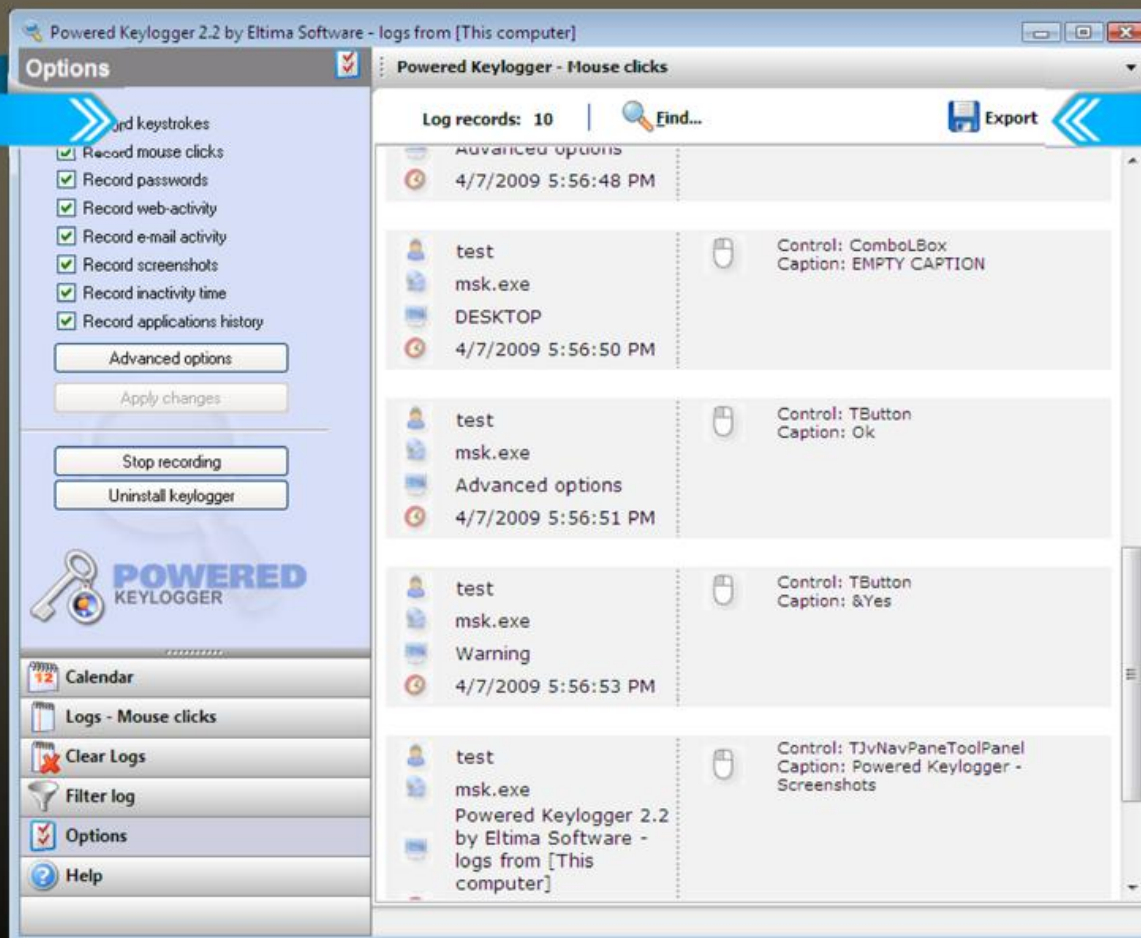 Powered Keylogger 2.2 by Eltima Software - logs from [This computer]
Options
keystrokes
Record mouse clicks
Record passwords
Record web-activity
Record e-mail activity
Record screenshots
Record inactivity time
Record applications history
Advanced options
Apply changes
Stop recording
Uninstall keylogger
POWERED
KEYLOGGER
12
Calendar
Logs - Mouse clicks
Clear Logs
Filter log
Options
Help
Powered Keylogger - Mouse clicks
Log records: 10
Find...
Export
Advanced options
4/7/2009 5:56:48 PM
test
msk.exe
DESKTOP
4/7/2009 5:56:50 PM
Control: ComboLBox
Caption: EMPTY CAPTION
test
msk.exe
Advanced options
4/7/2009 5:56:51 PM
Control: TButton
Caption: Ok
test
msk.exe
Warning
4/7/2009 5:56:53 PM
Control: TButton
Caption: &Yes
test
msk.exe
Powered Keylogger 2.2
by Eltima Software -
logs from [This
computer]
Control: TJvNavPaneToolPanel
Caption: Powered Keylogger -
Screenshots